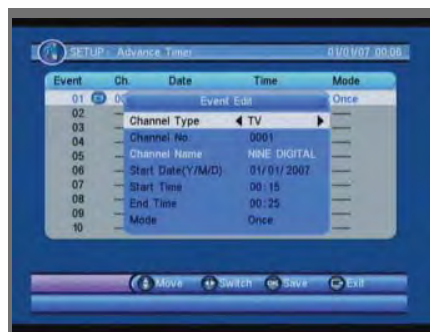 SETUP: Advance Timer 01/01/07 00:06
Event Ch. Date Time Mode
01 Once
Event Edit
02
Channel Type TV
03
Channel No. 0001
04
Channel Name NINE DIGITAL
05
Start Date(Y/M/D) 01/01/2007
06
Start Time 00:15
07
End Time 00:25
08
Mode Once
09
10
Move Switch OK Save Exit